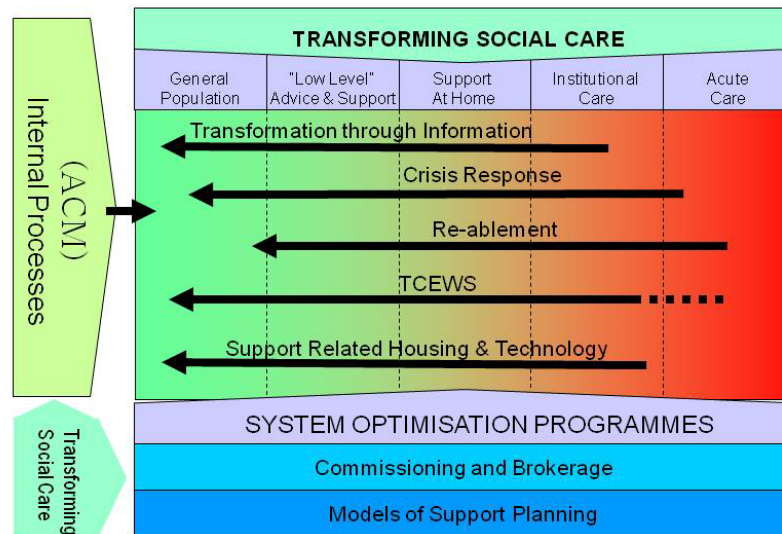 TRANSFORMING SOCIAL CARE
General
Population
"Low Level"
Advice & Support
Support
At Home
Institutional
Care
Acute
Care
(ACM)
Internal Processes
Transformation through Information
Crisis Response
Re-ablement
TCEWS
Support Related Housing & Technology
Transforming
Social Care
SYSTEM OPTIMISATION PROGRAMMES
Commissioning and Brokerage
Models of Support Planning